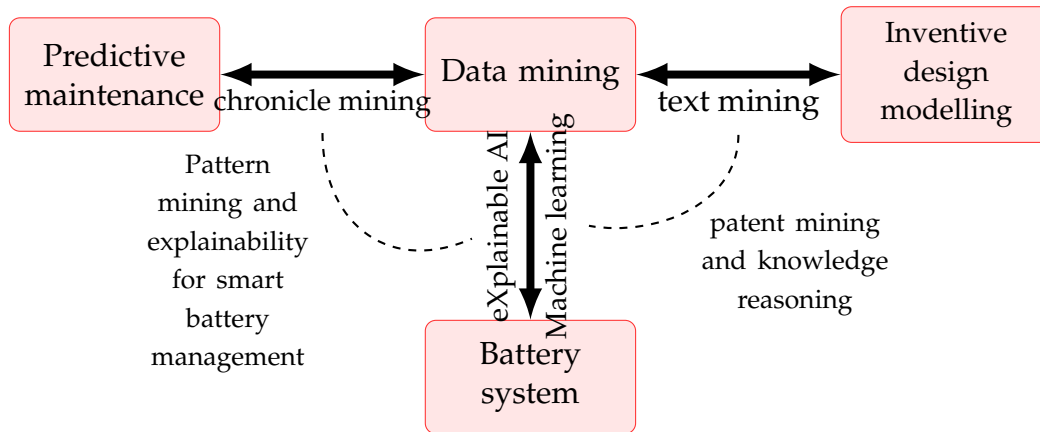 Predictive
maintenance
chronicle mining
Data mining
text mining
Inventive
design
modelling
Pattern
mining and
explainability
for smart
battery
management
eXplainable AI
Machine learning
patent mining
and knowledge
reasoning
Battery
system